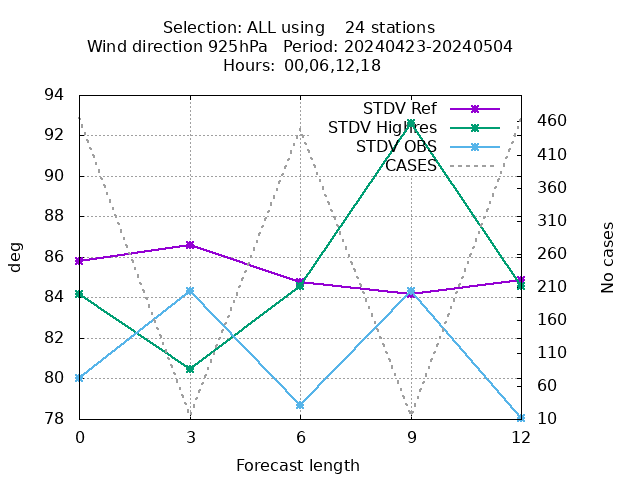 Selection: ALL using 24 stations
Wind direction 925hPa Period: 20240423-20240504
Hours: 00,06,12,18
STDV Ref
STDV Highres
STDV OBS
CASES
94
92
90
88
86
84
82
80
78
460
410
360
310
260
210
160
110
60
10
deg
No cases
0 3 6 9 12
Forecast length